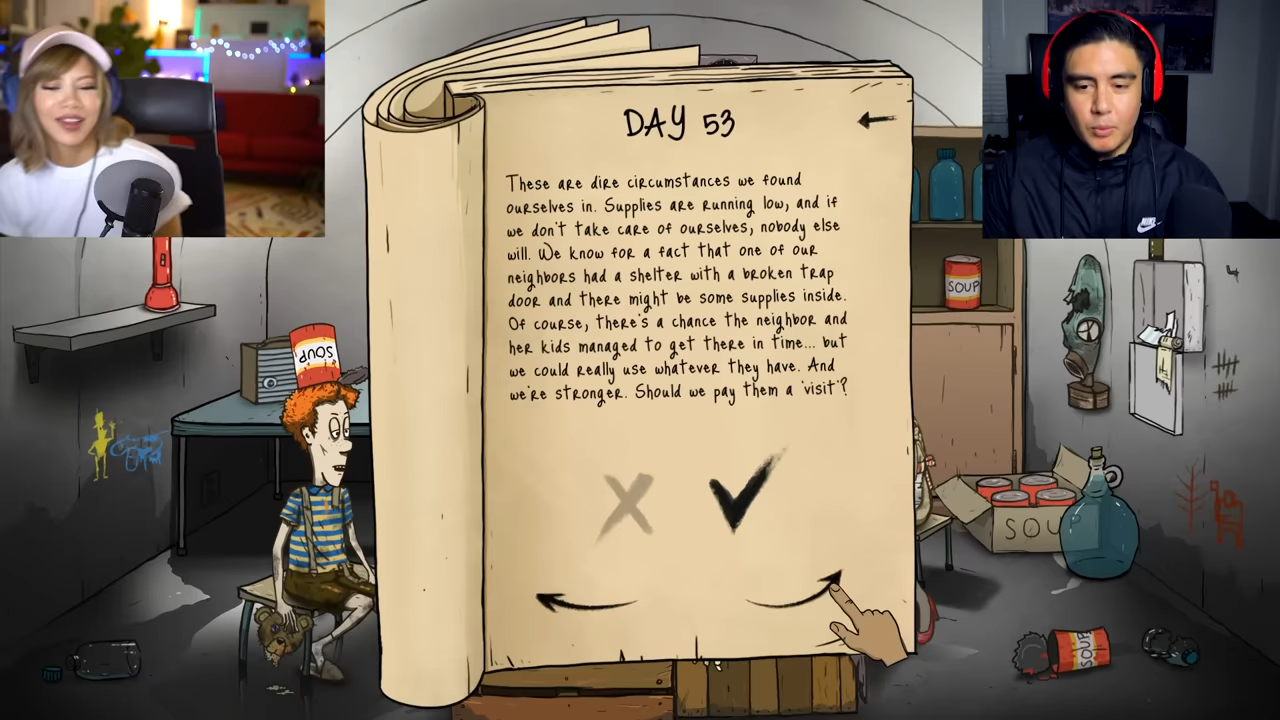 DAY 53
These are dire circumstances we found
ourselves in. Supplies are running low, and if
we don't take care of ourselves, nobody else
will. We know for a fact that one of our
neighbors had a shelter with a broken trap
door and there might be some supplies inside.
Of course, there's a chance the neighbor and
her kids managed to get there in time... but
we could really use whatever they have. And
we're stronger. Should we pay them a 'visit'?
SOUP
SOUP
SOU
SOUP
NIKE